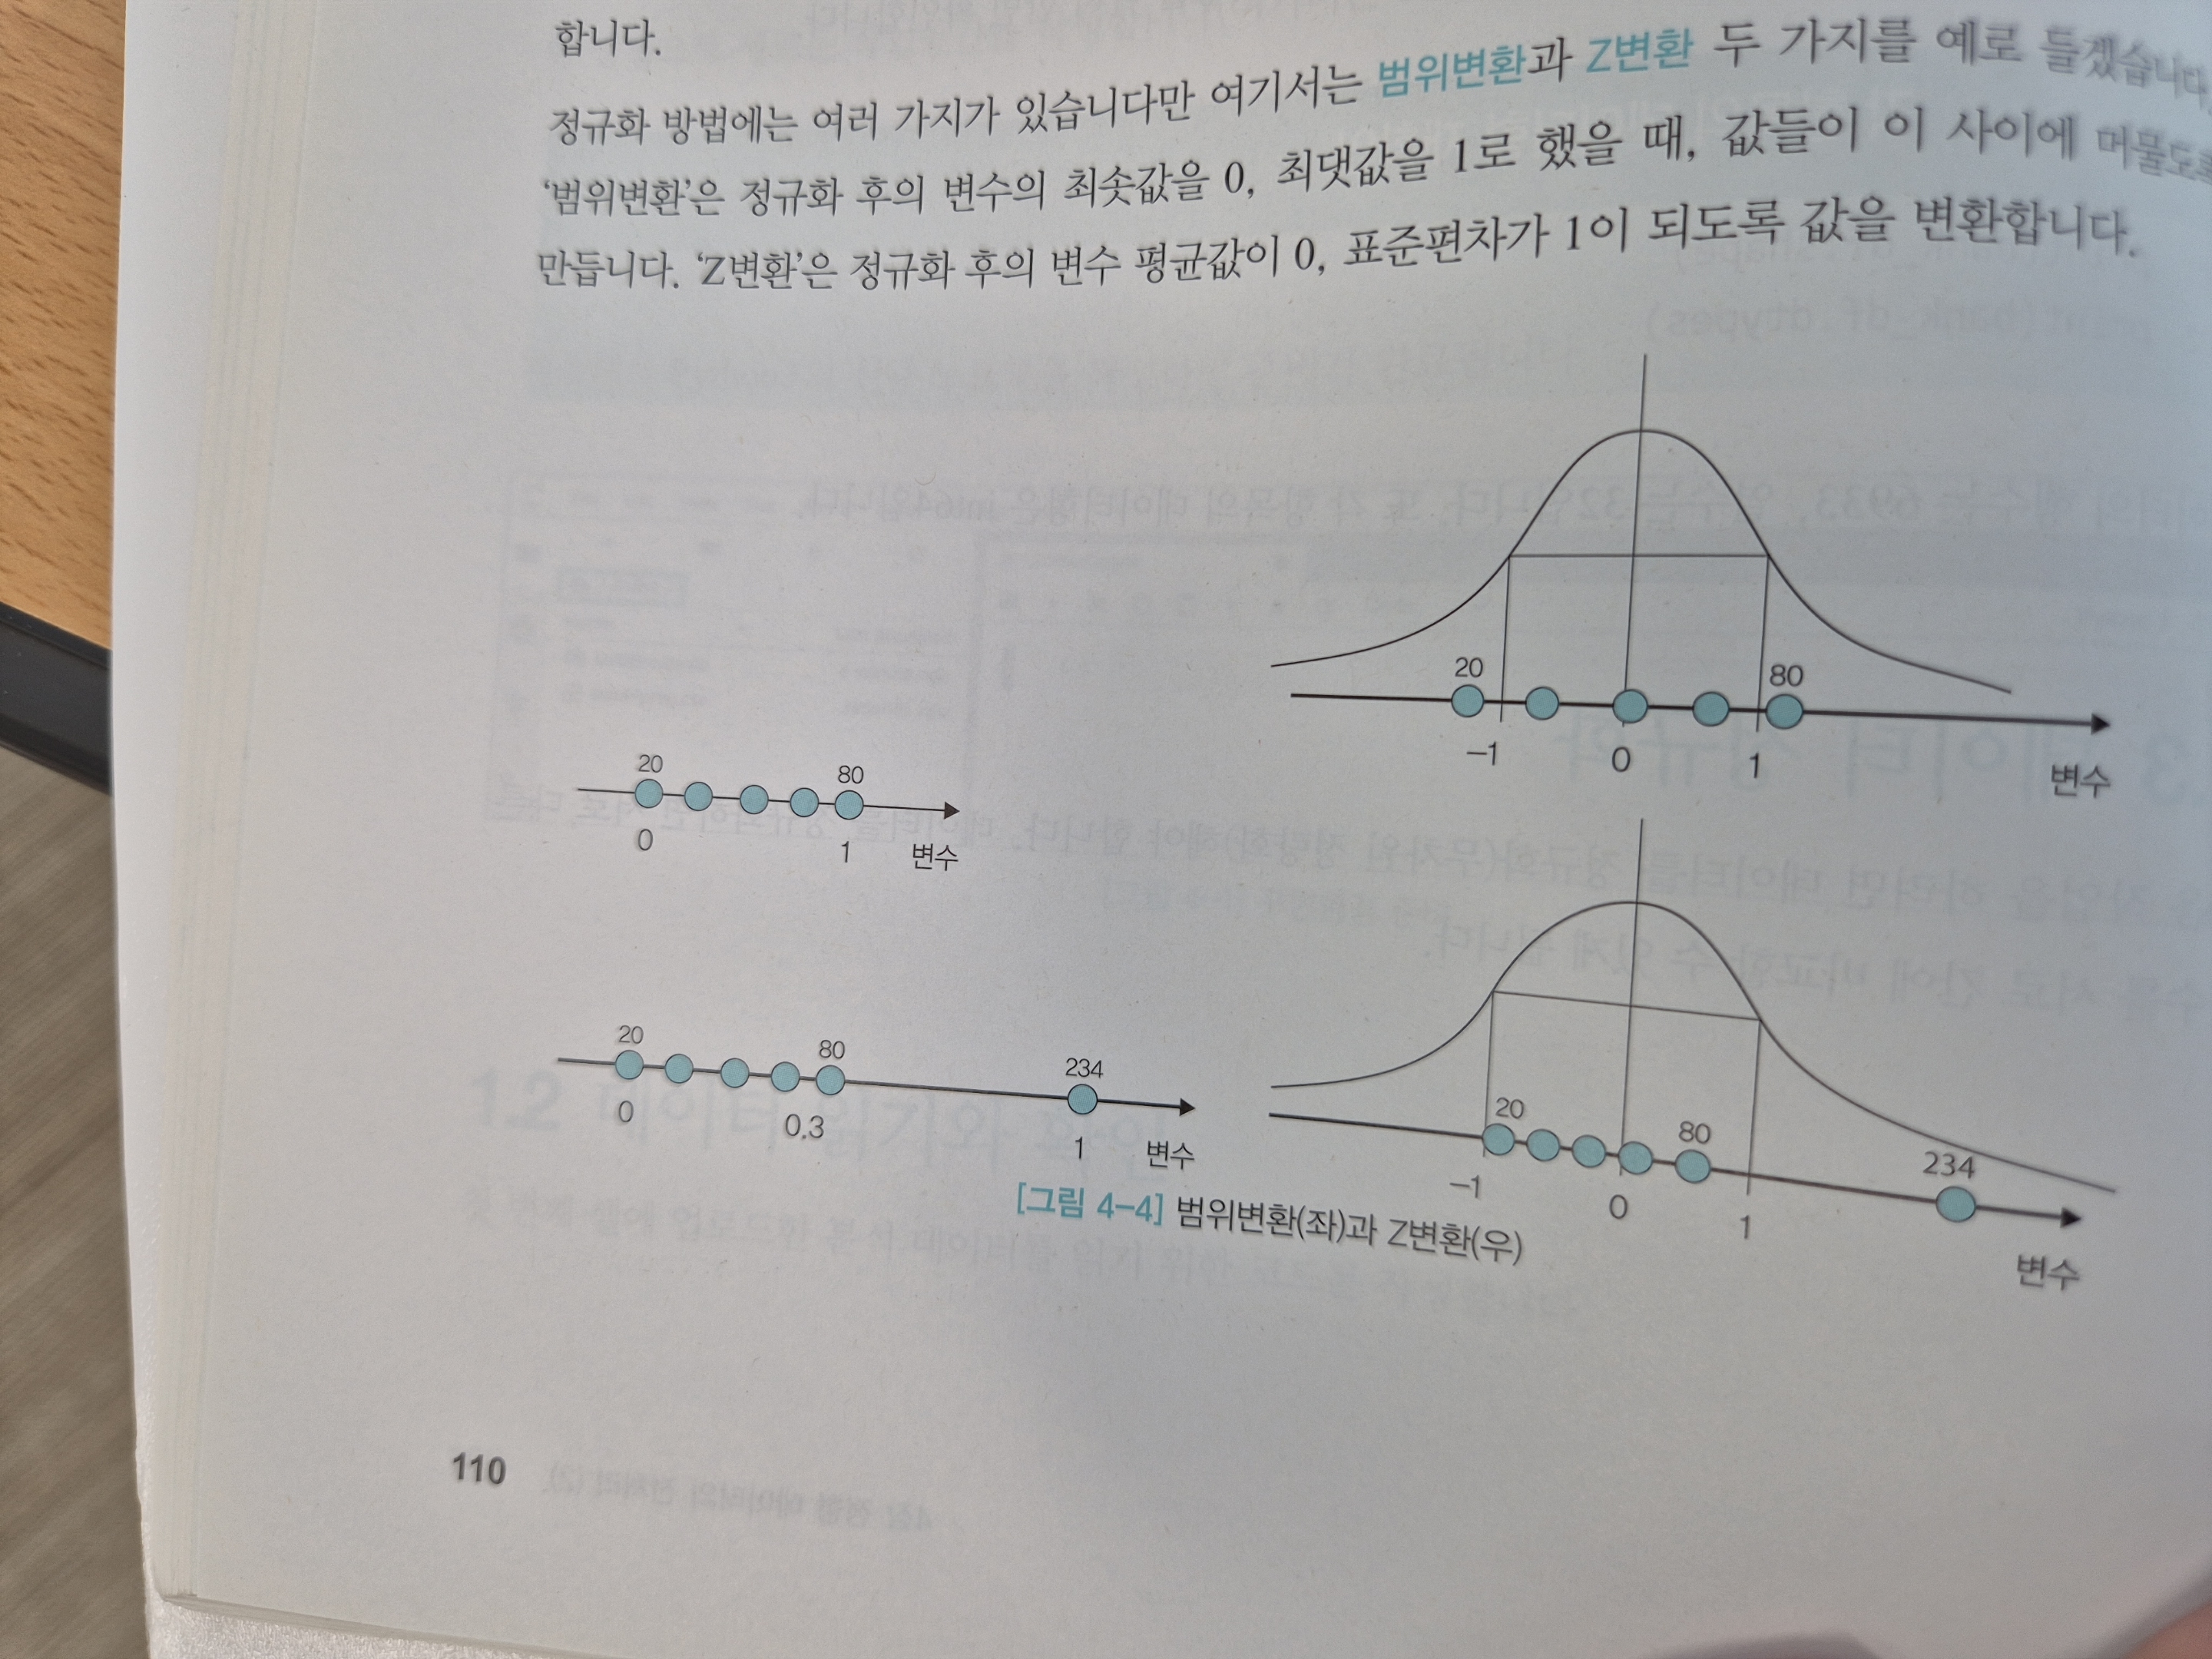 합니다.
정규화 방법에는 여러 가지가 있습니다만 여기서는 범위변환과 Z변환 두 가지를 예로 들겠습니다
‘범위변환’은 정규화 후의 변수의 최솟값을 0, 최댓값을 1로 했을 때, 값들이 이 사이에 머물도록
만듭니다. ‘Z변환’은 정규화 후의 변수 평균값이 0, 표준편차가 1이 되도록 값을 변환합니다.
20 80
0 1 변수
20 80
-1 0 1 변수
20 80 234
0 0.3 1 변수
20 80 234
-1 0 1 변수
[그림 4-4] 범위변환(좌)과 Z변환(우)
110